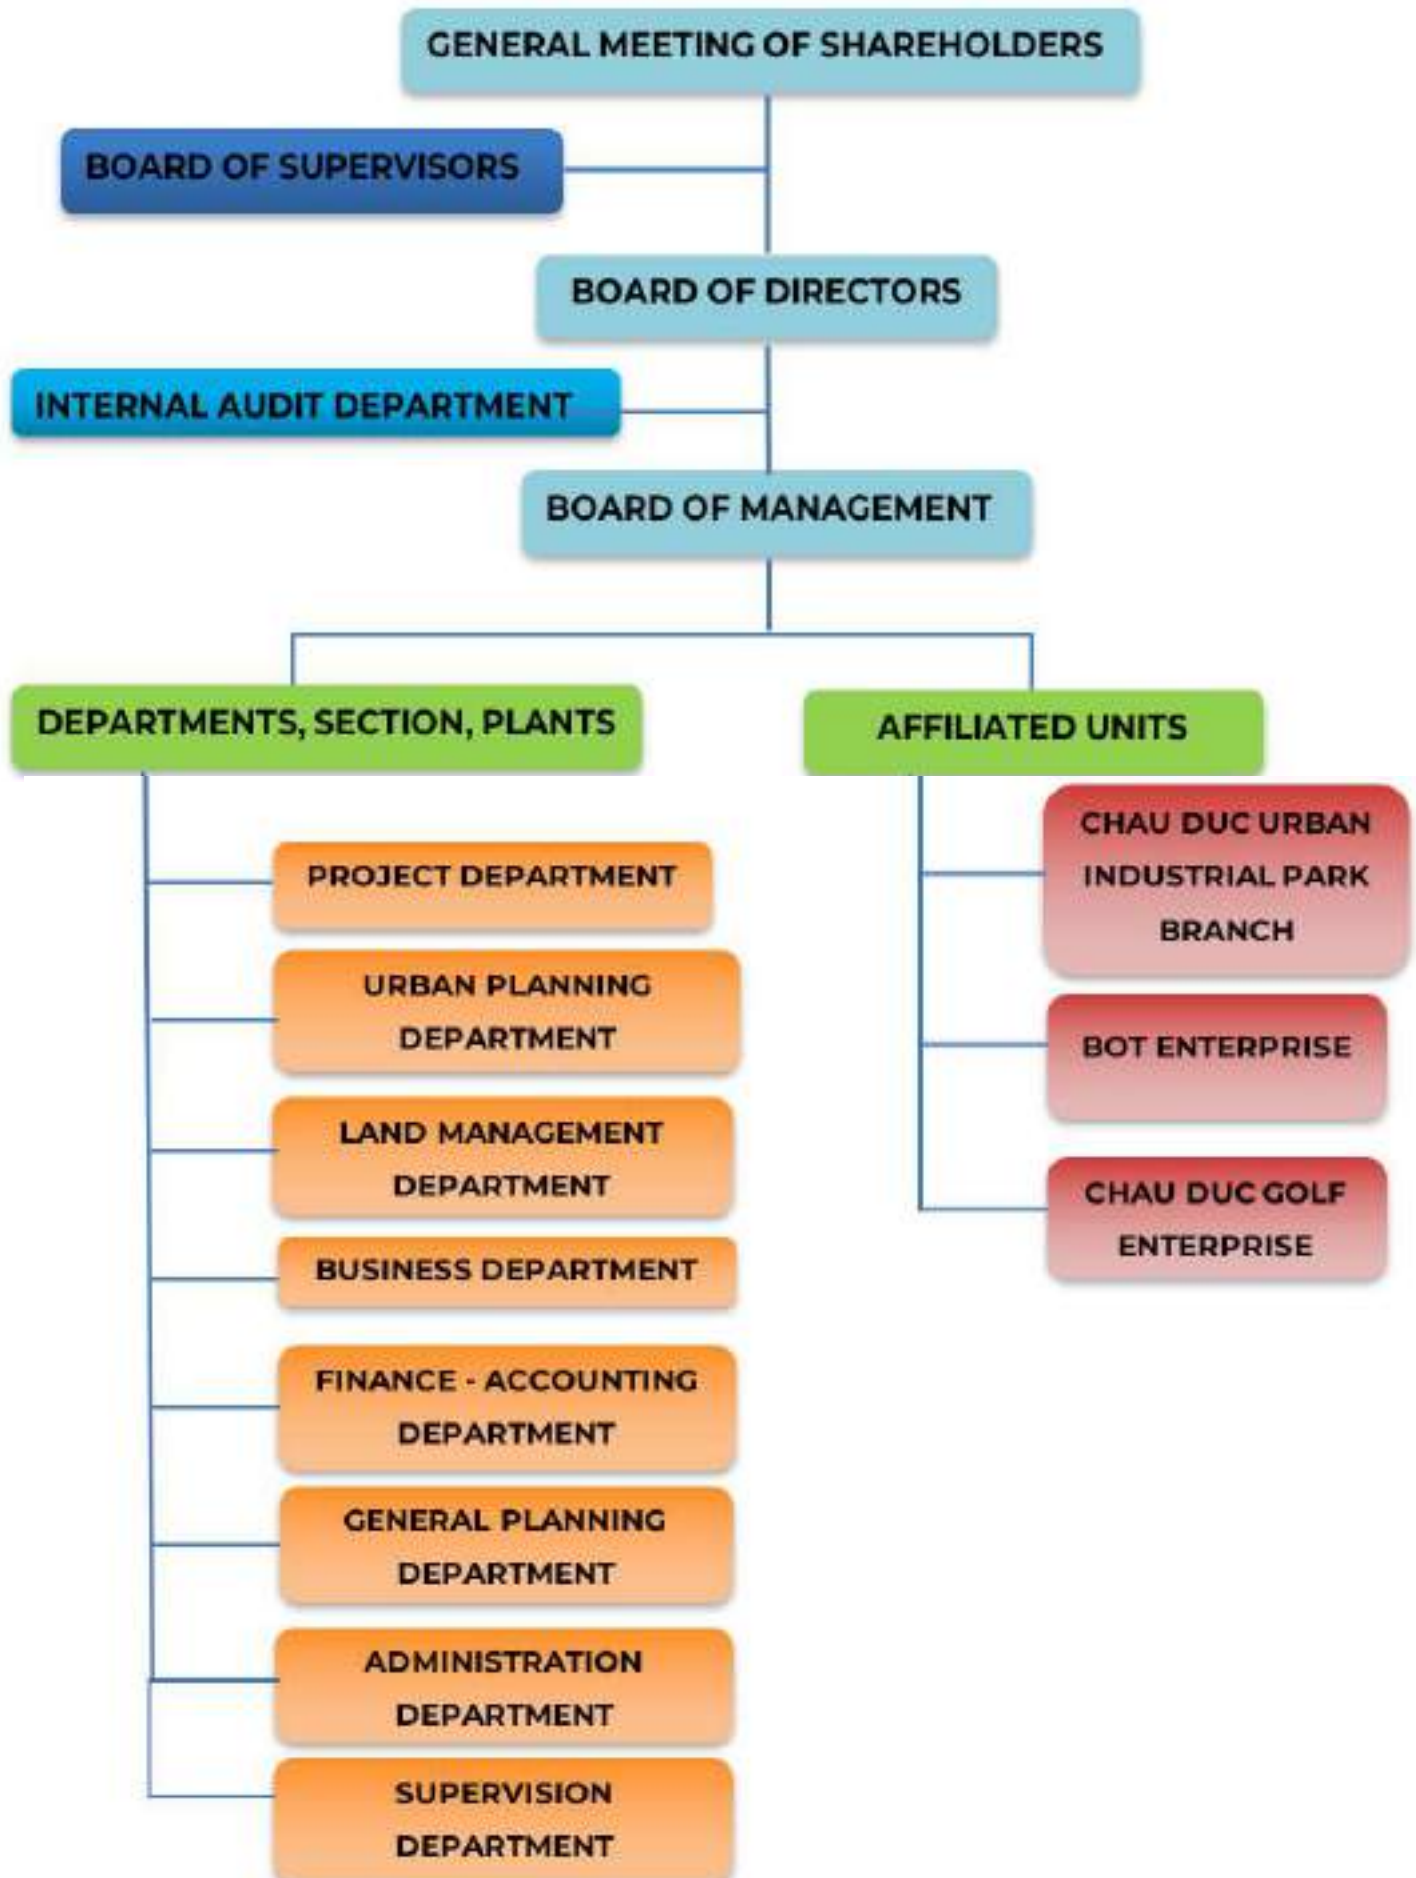 GENERAL MEETING OF SHAREHOLDERS
BOARD OF SUPERVISORS
BOARD OF DIRECTORS
INTERNAL AUDIT DEPARTMENT
BOARD OF MANAGEMENT
DEPARTMENTS, SECTION, PLANTS
PROJECT DEPARTMENT
URBAN PLANNING
DEPARTMENT
LAND MANAGEMENT
DEPARTMENT
BUSINESS DEPARTMENT
FINANCE - ACCOUNTING
DEPARTMENT
GENERAL PLANNING
DEPARTMENT
ADMINISTRATION
DEPARTMENT
SUPERVISION
DEPARTMENT
AFFILIATED UNITS
CHAU DUC URBAN
INDUSTRIAL PARK
BRANCH
BOT ENTERPRISE
CHAU DUC GOLF
ENTERPRISE